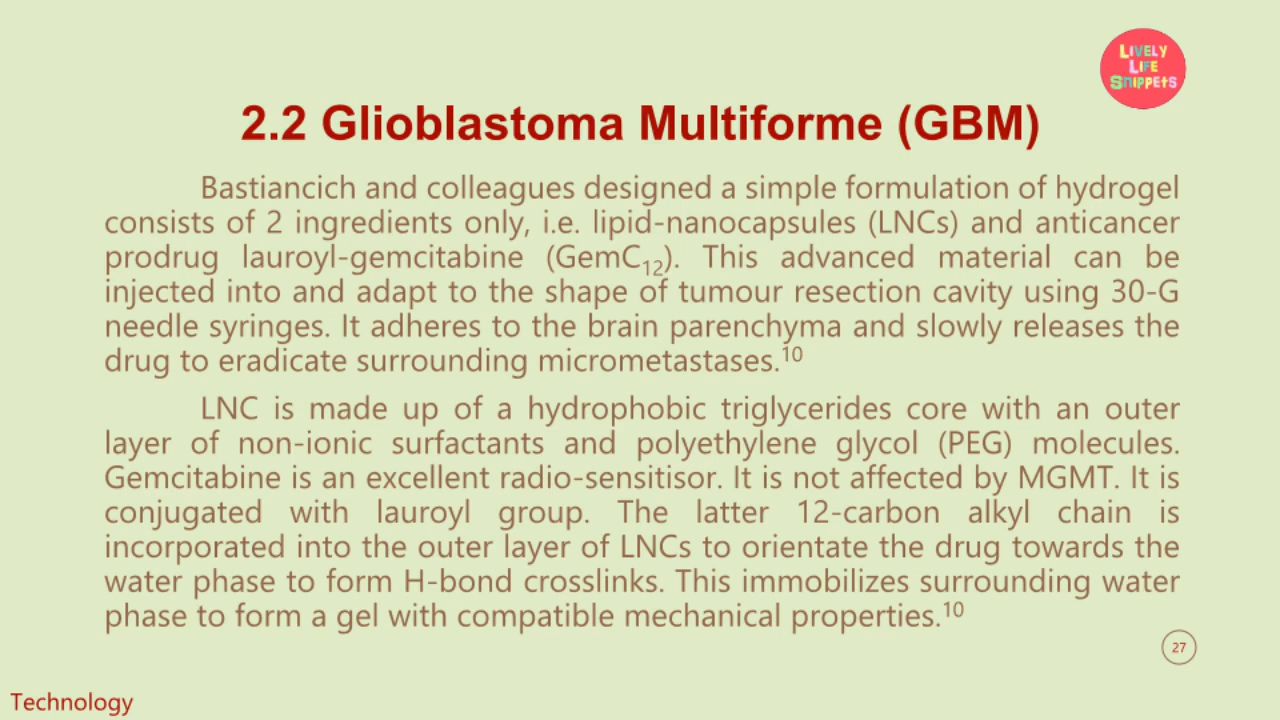 LIVELY
LIFE
SNIPPETS
2.2 Glioblastoma Multiforme (GBM)
Bastiancich and colleagues designed a simple formulation of hydrogel
consists of 2 ingredients only, i.e. lipid-nanocapsules (LNCs) and anticancer
prodrug lauroyl-gemcitabine (GemC₁₂). This advanced material can be
injected into and adapt to the shape of tumour resection cavity using 30-G
needle syringes. It adheres to the brain parenchyma and slowly releases the
drug to eradicate surrounding micrometastases.¹⁰
LNC is made up of a hydrophobic triglycerides core with an outer
layer of non-ionic surfactants and polyethylene glycol (PEG) molecules.
Gemcitabine is an excellent radio-sensitisor. It is not affected by MGMT. It is
conjugated with lauroyl group. The latter 12-carbon alkyl chain is
incorporated into the outer layer of LNCs to orientate the drug towards the
water phase to form H-bond crosslinks. This immobilizes surrounding water
phase to form a gel with compatible mechanical properties.¹⁰
27
Technology